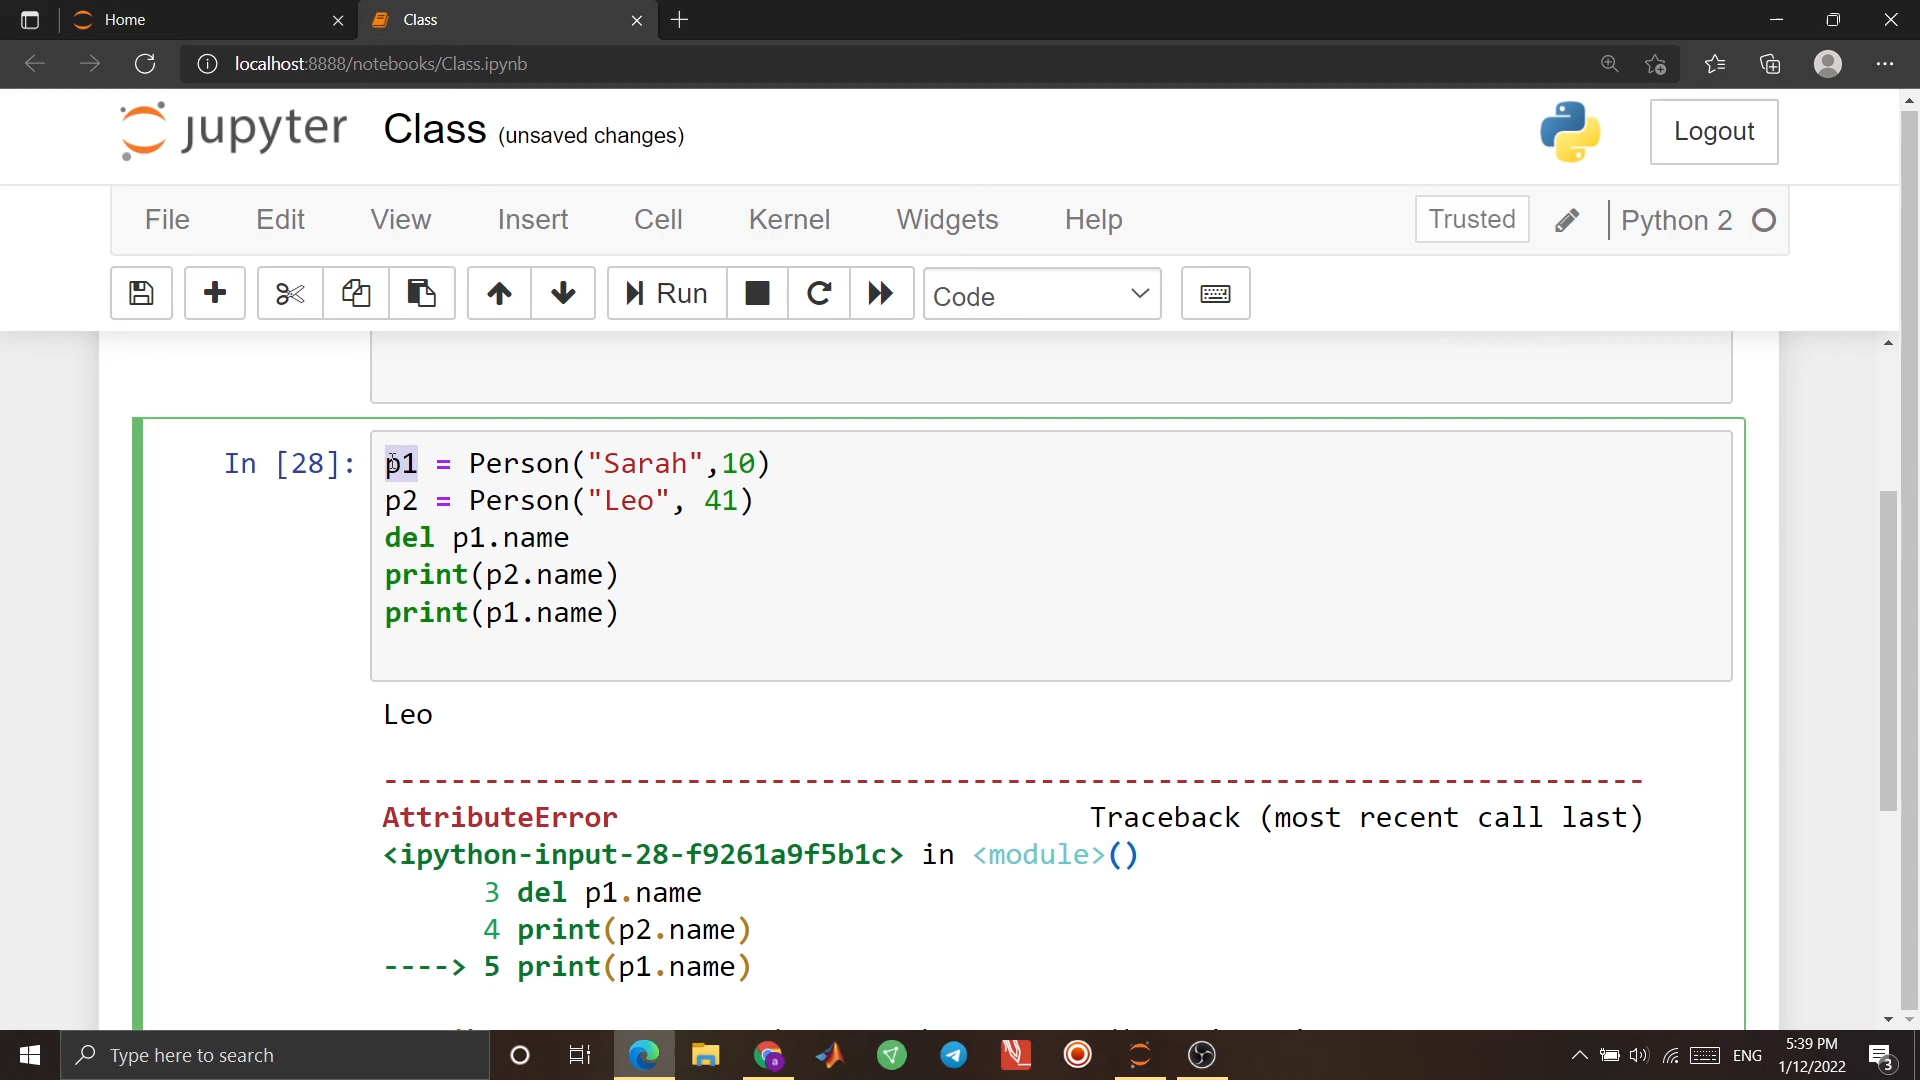 Home
Class
localhost:8888/notebooks/Class.ipynb
jupyter Class (unsaved changes)
Logout
File Edit View Insert Cell Kernel Widgets Help Trusted Python 2
Run Code
In [28]: p1 = Person("Sarah",10)
p2 = Person("Leo", 41)
del p1.name
print(p2.name)
print(p1.name)
Leo
---------------------------------------------------------------------------
AttributeError Traceback (most recent call last)
<ipython-input-28-f9261a9f5b1c> in <module>()
3 del p1.name
4 print(p2.name)
----> 5 print(p1.name)
Type here to search
ENG
5:39 PM
1/12/2022
3